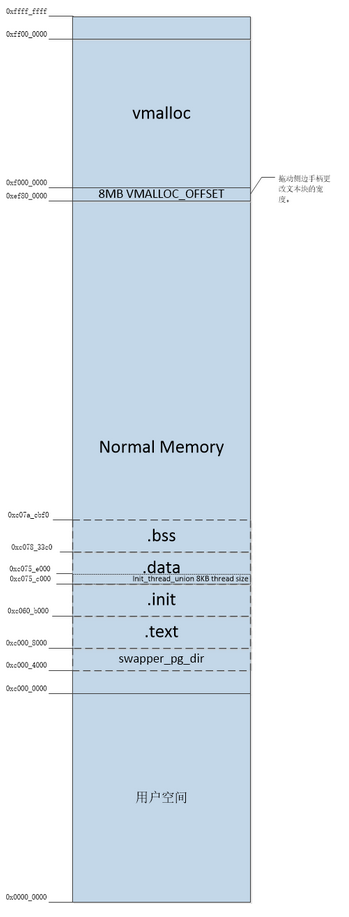 0xffff_ffff
0xff00_0000
vmalloc
0xf000_0000
8MB VMALLOC_OFFSET
0xef80_0000
拖动侧边手柄更
改文本块的宽
度。
Normal Memory
0xc07a_cbf0
.bss
0xc078_33c0
.data
0xc075_e000
Init_thread_union 8KB thread size
0xc075_c000
.init
0xc060_b000
.text
0xc000_8000
swapper_pg_dir
0xc000_4000
0xc000_0000
用户空间
0x0000_0000